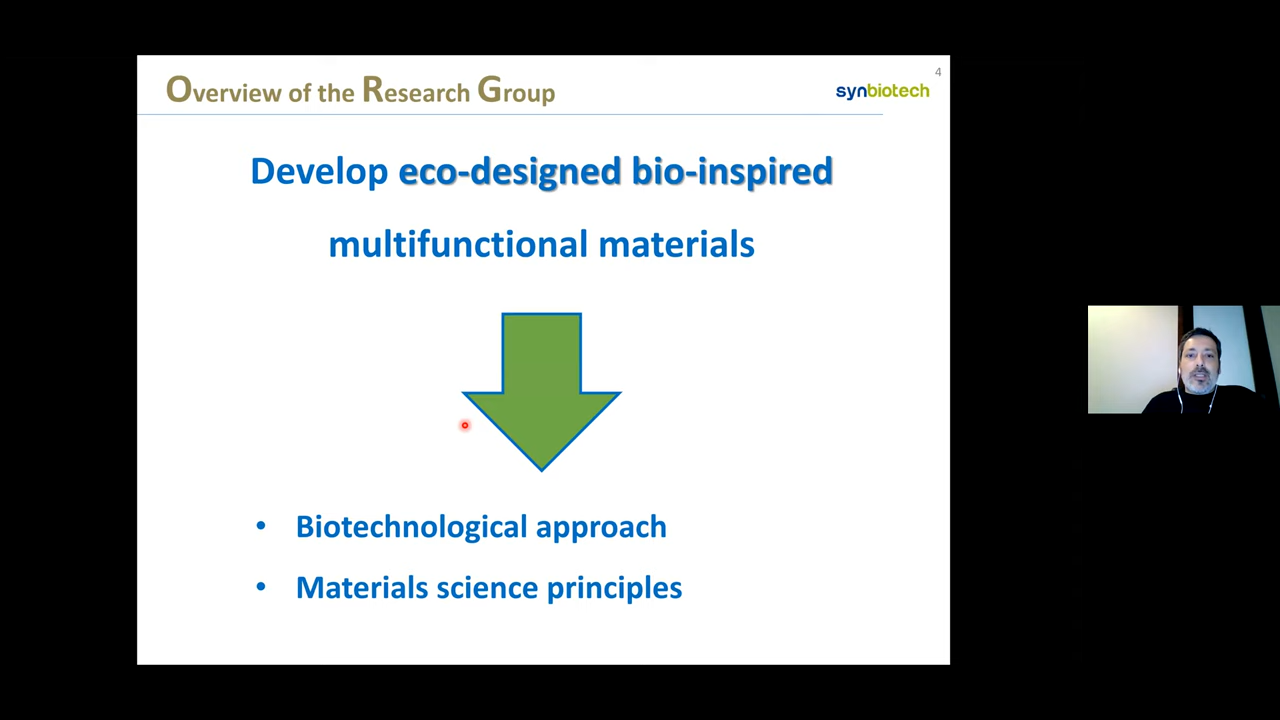 4
Overview of the Research Group
synbiotech
Develop eco-designed bio-inspired
multifunctional materials
• Biotechnological approach
• Materials science principles